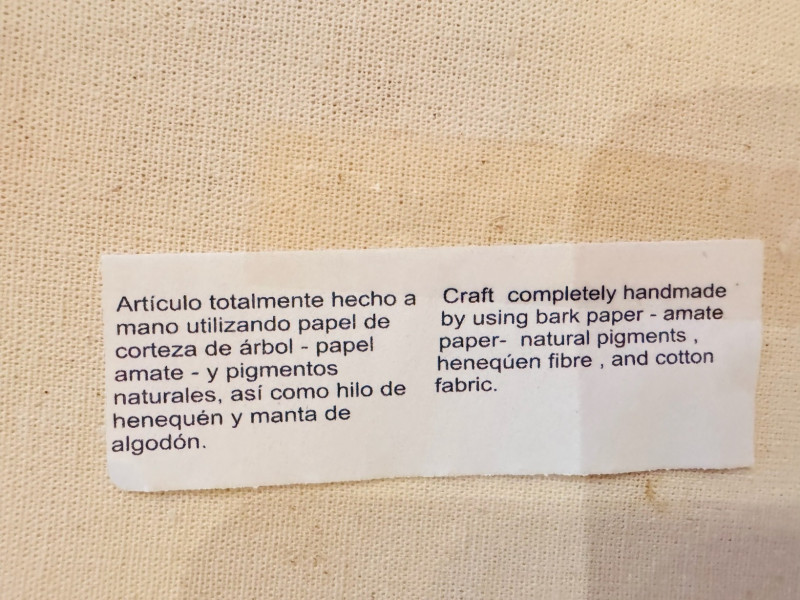 Artículo totalmente hecho a
mano utilizando papel de
corteza de árbol - papel
amate - y pigmentos
naturales, así como hilo de
henequén y manta de
algodón.
Craft completely handmade
by using bark paper - amate
paper- natural pigments ,
heneqúen fibre , and cotton
fabric.